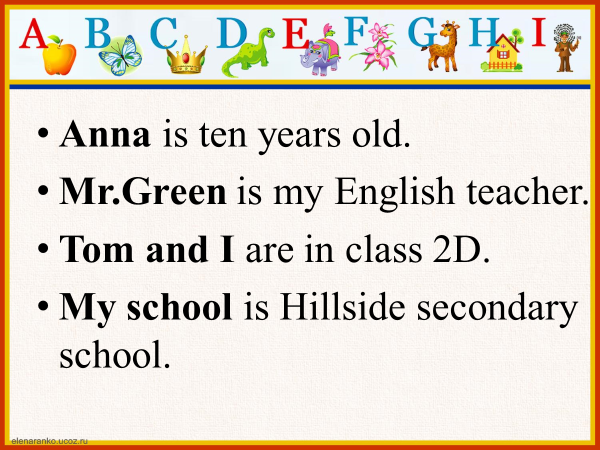 A B C D E F G H I
• Anna is ten years old.
• Mr.Green is my English teacher.
• Tom and I are in class 2D.
• My school is Hillside secondary
school.
elenaranko.ucoz.ru